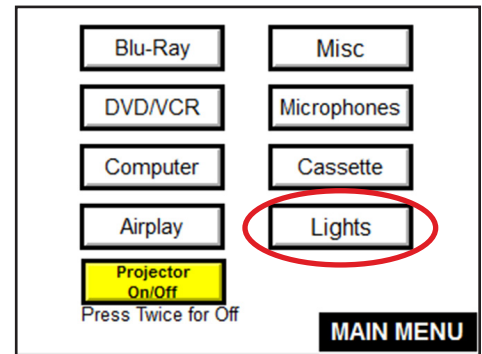 Blu-Ray
Misc
DVD/VCR
Microphones
Computer
Cassette
Airplay
Lights
Projector
On/Off
Press Twice for Off
MAIN MENU